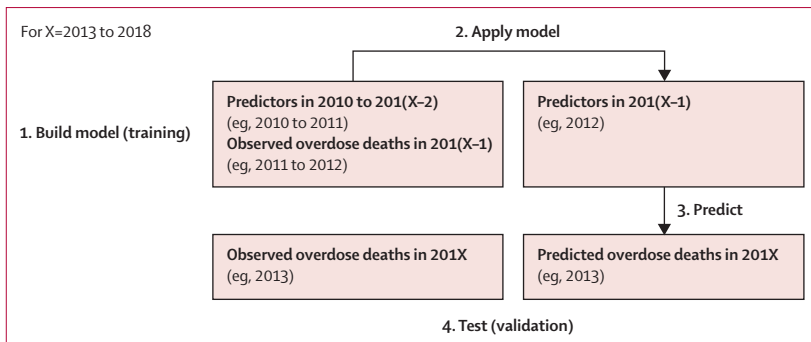 For X=2013 to 2018
2. Apply model
1. Build model (training)
Predictors in 2010 to 201(X–2)
(eg, 2010 to 2011)
Observed overdose deaths in 201(X–1)
(eg, 2011 to 2012)
Predictors in 201(X–1)
(eg, 2012)
3. Predict
Observed overdose deaths in 201X
(eg, 2013)
Predicted overdose deaths in 201X
(eg, 2013)
4. Test (validation)